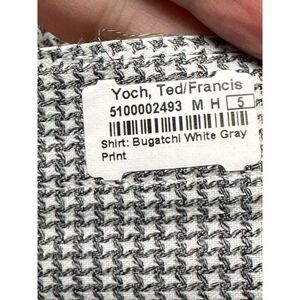 Yoch, Ted/Francis
5100002493 M H 5
Shirt: Bugatchi White Gray
Print